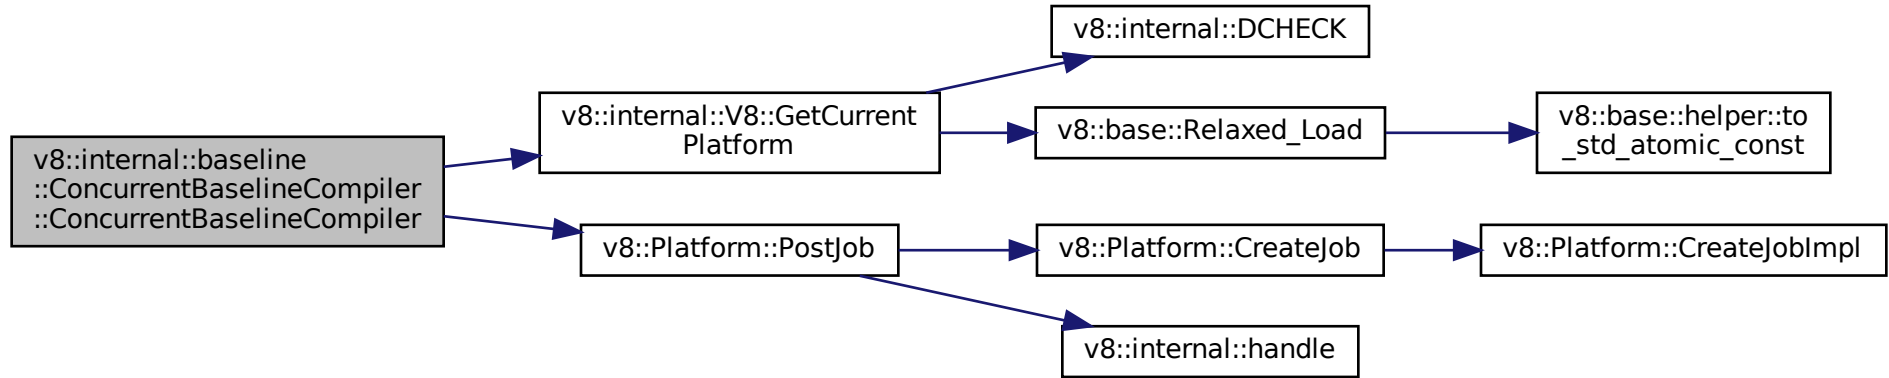 v8::internal::DCHECK
v8::internal::V8::GetCurrent
Platform
v8::base::Relaxed_Load
v8::base::helper::to
_std_atomic_const
v8::internal::baseline
::ConcurrentBaselineCompiler
::ConcurrentBaselineCompiler
v8::Platform::PostJob
v8::Platform::CreateJob
v8::Platform::CreateJobImpl
v8::internal::handle